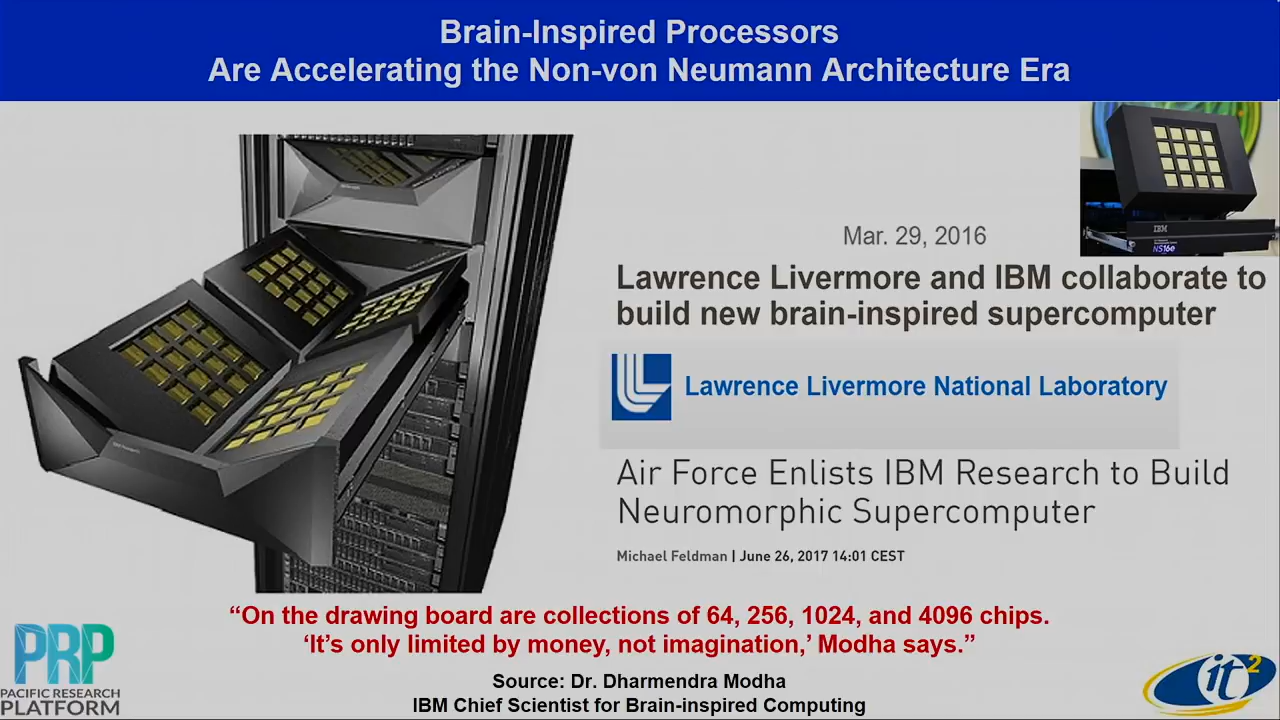 Brain-Inspired Processors
Are Accelerating the Non-von Neumann Architecture Era
IBM
NS16e
Mar. 29, 2016
Lawrence Livermore and IBM collaborate to
build new brain-inspired supercomputer
Lawrence Livermore National Laboratory
Air Force Enlists IBM Research to Build
Neuromorphic Supercomputer
Michael Feldman | June 26, 2017 14:01 CEST
“On the drawing board are collections of 64, 256, 1024, and 4096 chips.
‘It’s only limited by money, not imagination,’ Modha says.”
Source: Dr. Dharmendra Modha
IBM Chief Scientist for Brain-inspired Computing
PRP
PACIFIC RESEARCH
PLATFORM
it2